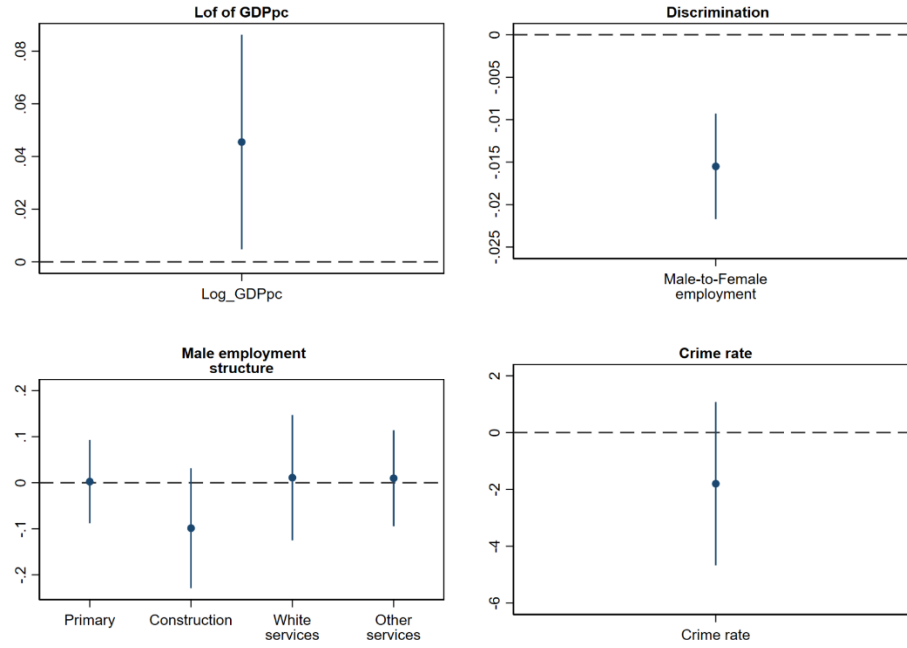 Lof of GDPpc
.08
.06
.04
.02
0
Log_GDPpc
Discrimination
0
-.005
-.01
-.015
-.02
-.025
Male-to-Female
employment
Male employment
structure
.2
.1
0
-.1
-.2
Primary
Construction
White
services
Other
services
Crime rate
2
0
-2
-4
-6
Crime rate